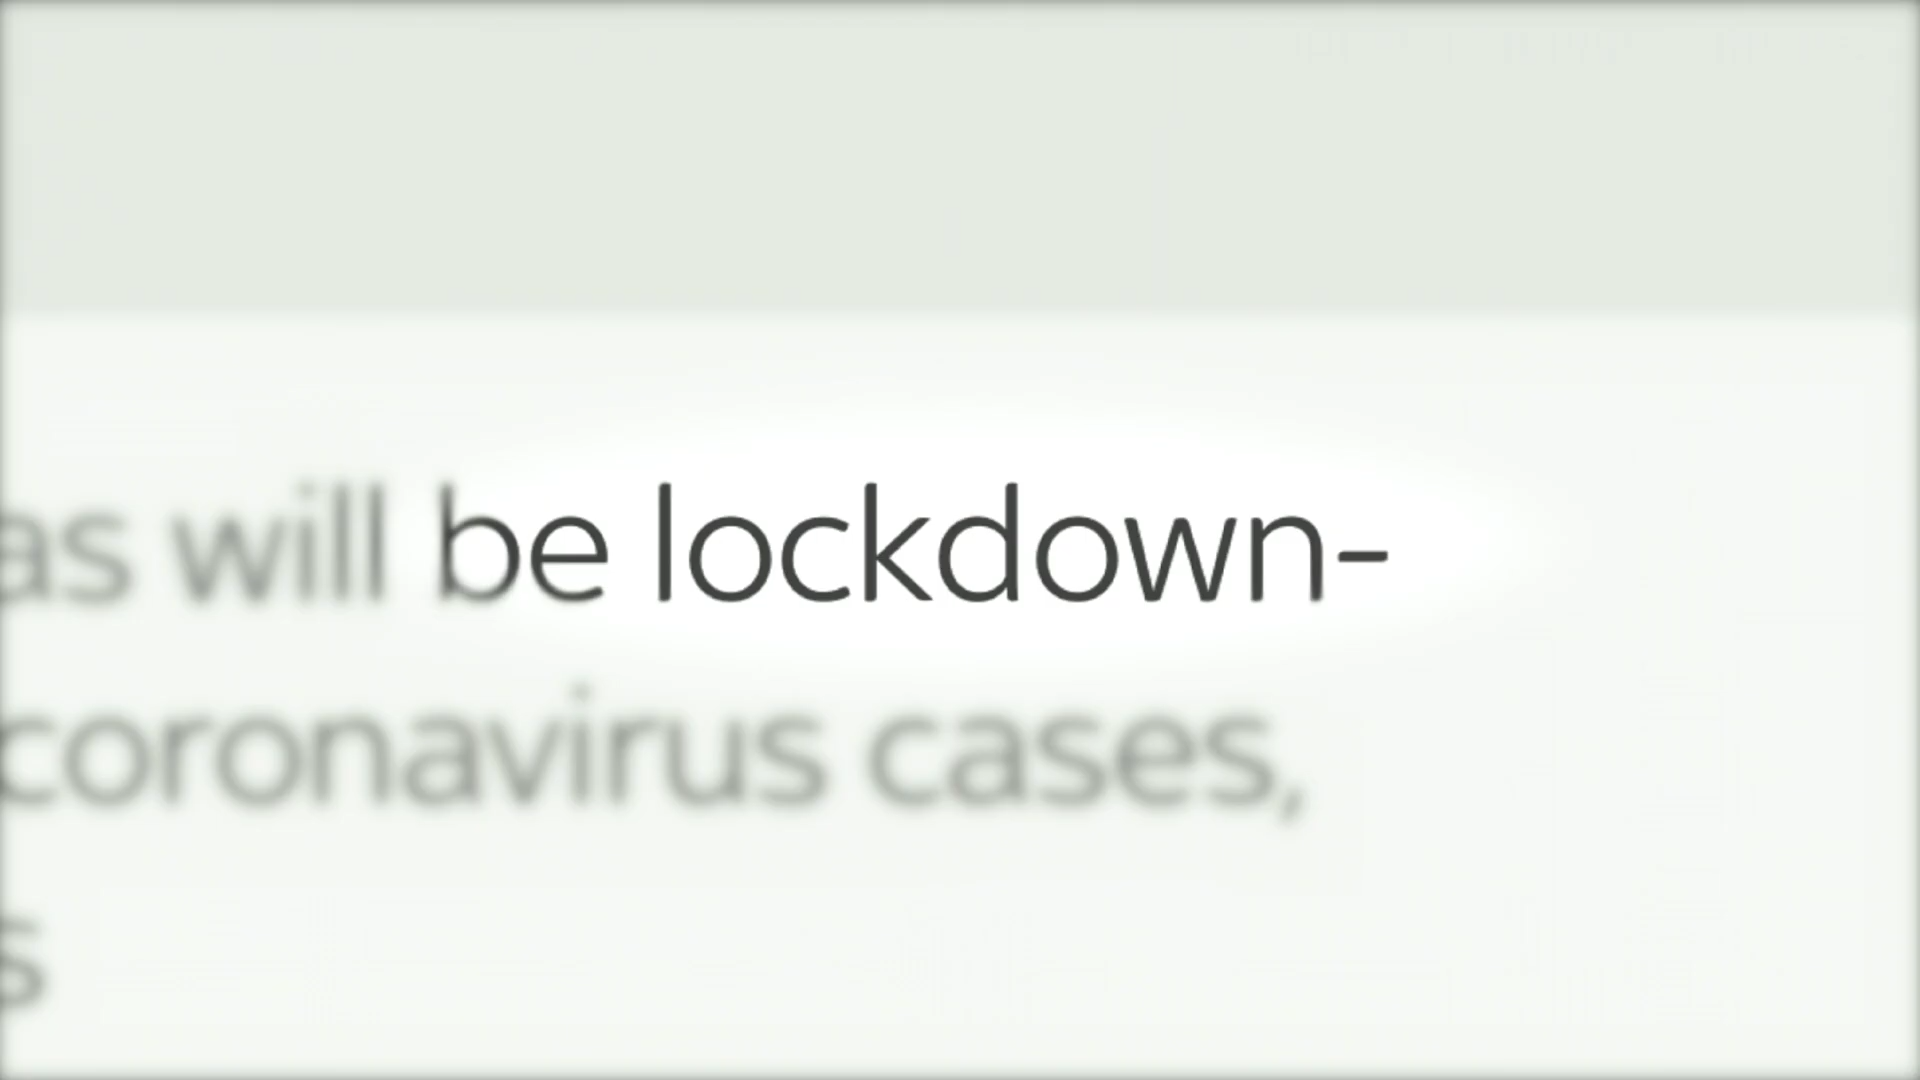 as will be lockdown-
coronavirus cases,
s